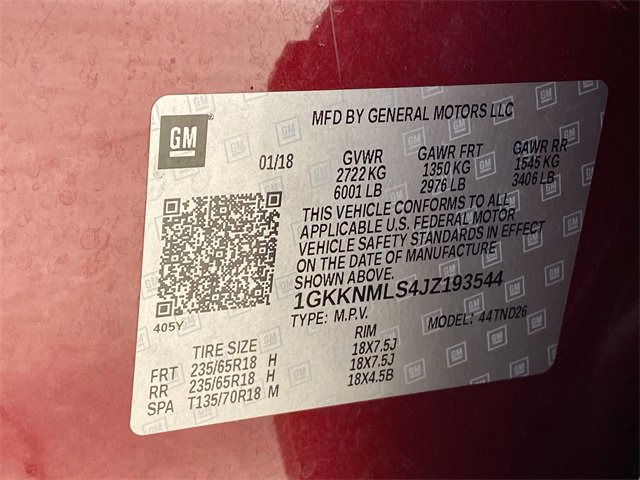 GM
MFD BY GENERAL MOTORS LLC
01/18 GVWR GAWR FRT GAWR RR
2722 KG 1350 KG 1545 KG
6001 LB 2976 LB 3406 LB
THIS VEHICLE CONFORMS TO ALL
APPLICABLE U.S. FEDERAL MOTOR
VEHICLE SAFETY STANDARDS IN EFFECT
ON THE DATE OF MANUFACTURE
SHOWN ABOVE.
1GKKNMLS4JZ193544
405Y TYPE: M.P.V. MODEL: 44TND26
TIRE SIZE RIM
FRT 235/65R18 H 18X7.5J
RR 235/65R18 H 18X7.5J
SPA T135/70R18 M 18X4.5B